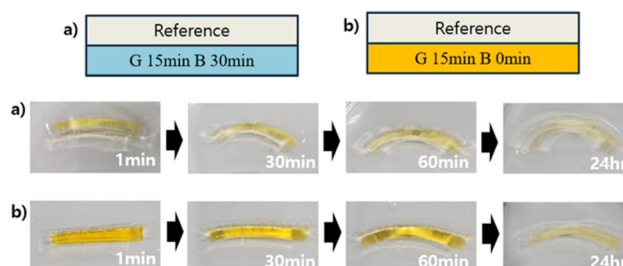 a)
Reference
G 15min B 30min
b)
Reference
G 15min B 0min
a)
1min
30min
60min
24hr
b)
1min
30min
60min
24hr